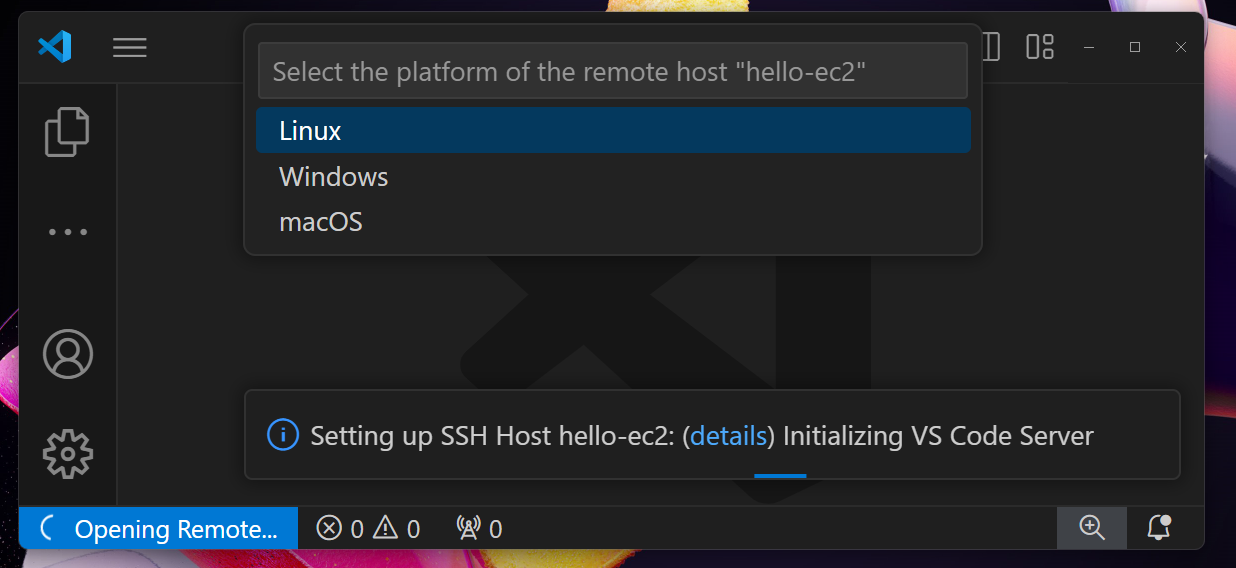 Select the platform of the remote host "hello-ec2"
Linux
Windows
macOS
Setting up SSH Host hello-ec2: (details) Initializing VS Code Server
Opening Remote... 0 0 0